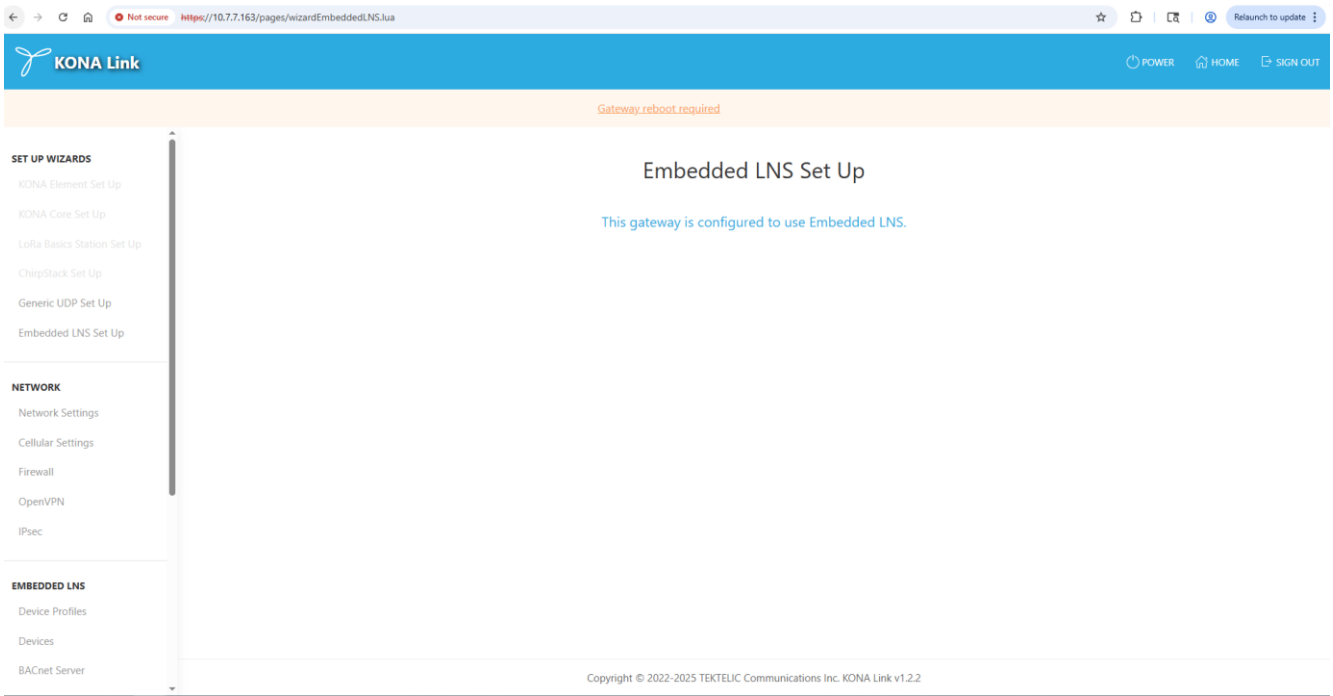 Not secure https://10.7.7.163/pages/wizardEmbeddedLNS.lua
Relaunch to update
KONA Link
POWER
HOME
SIGN OUT
Gateway reboot required
SET UP WIZARDS
KONA Element Set Up
KONA Core Set Up
LoRa Basics Station Set Up
ChirpStack Set Up
Generic UDP Set Up
Embedded LNS Set Up
NETWORK
Network Settings
Cellular Settings
Firewall
OpenVPN
IPsec
EMBEDDED LNS
Device Profiles
Devices
BACnet Server
Embedded LNS Set Up
This gateway is configured to use Embedded LNS.
Copyright © 2022-2025 TEKTELIC Communications Inc. KONA Link v1.2.2